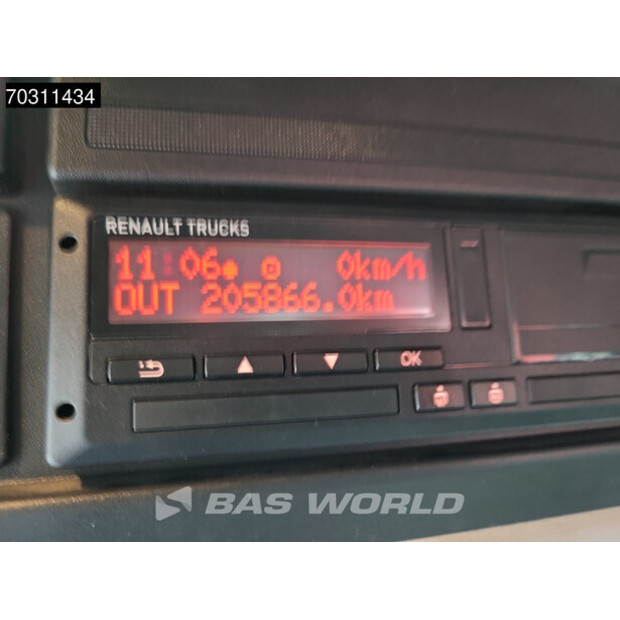 70311434
RENAULT TRUCKS
11:06 0km/h
OUT 205866.0km
OK
BAS WORLD